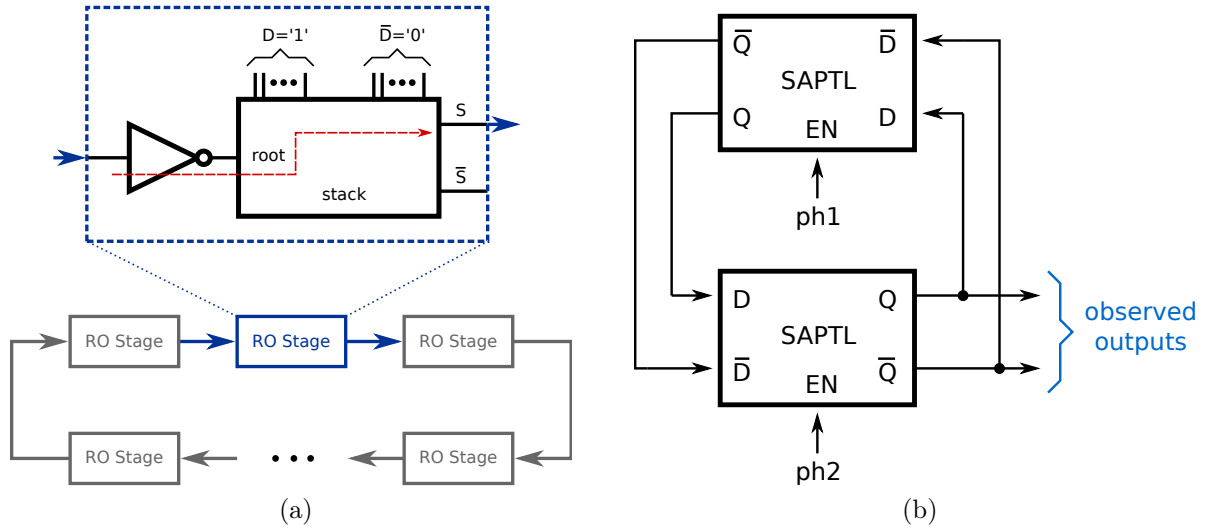 D='1'
D̅='0'
S
root
S̅
stack
RO Stage
RO Stage
RO Stage
RO Stage
RO Stage
(a)
Q̅
D̅
SAPTL
Q
D
EN
ph1
D
Q
SAPTL
D̅
Q̅
EN
ph2
observed
outputs
(b)